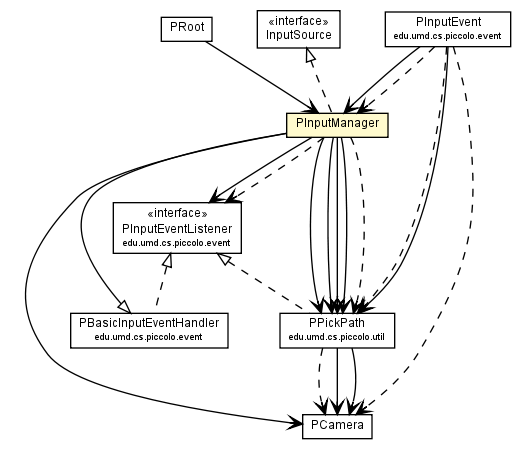 PRoot
«interface»
InputSource
PInputEvent
edu.umd.cs.piccolo.event
PInputManager
«interface»
PInputEventListener
edu.umd.cs.piccolo.event
PBasicInputEventHandler
edu.umd.cs.piccolo.event
PPickPath
edu.umd.cs.piccolo.util
PCamera